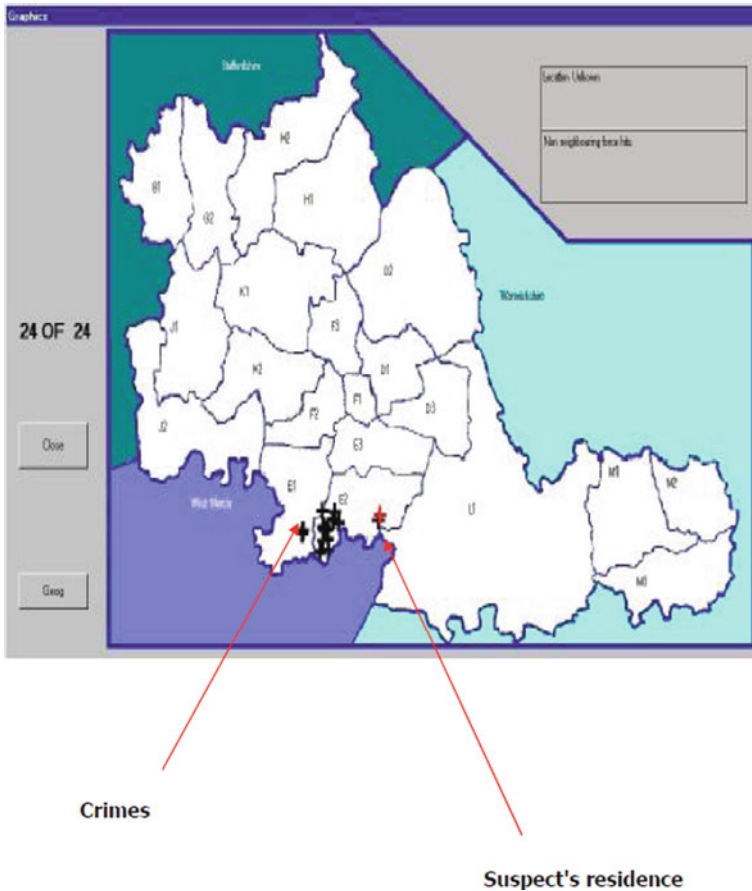 Graphics
Staffordshire
Location Unknown
Non neighbouring force hits
H2
G1
G2
H1
D2
Warwickshire
K1
24 OF 24
J1
F3
K2
D1
F1
F2
D3
J2
E3
Close
M1
M2
E1
West Mercia
E2
L1
M3
Geog
Crimes
Suspect's residence